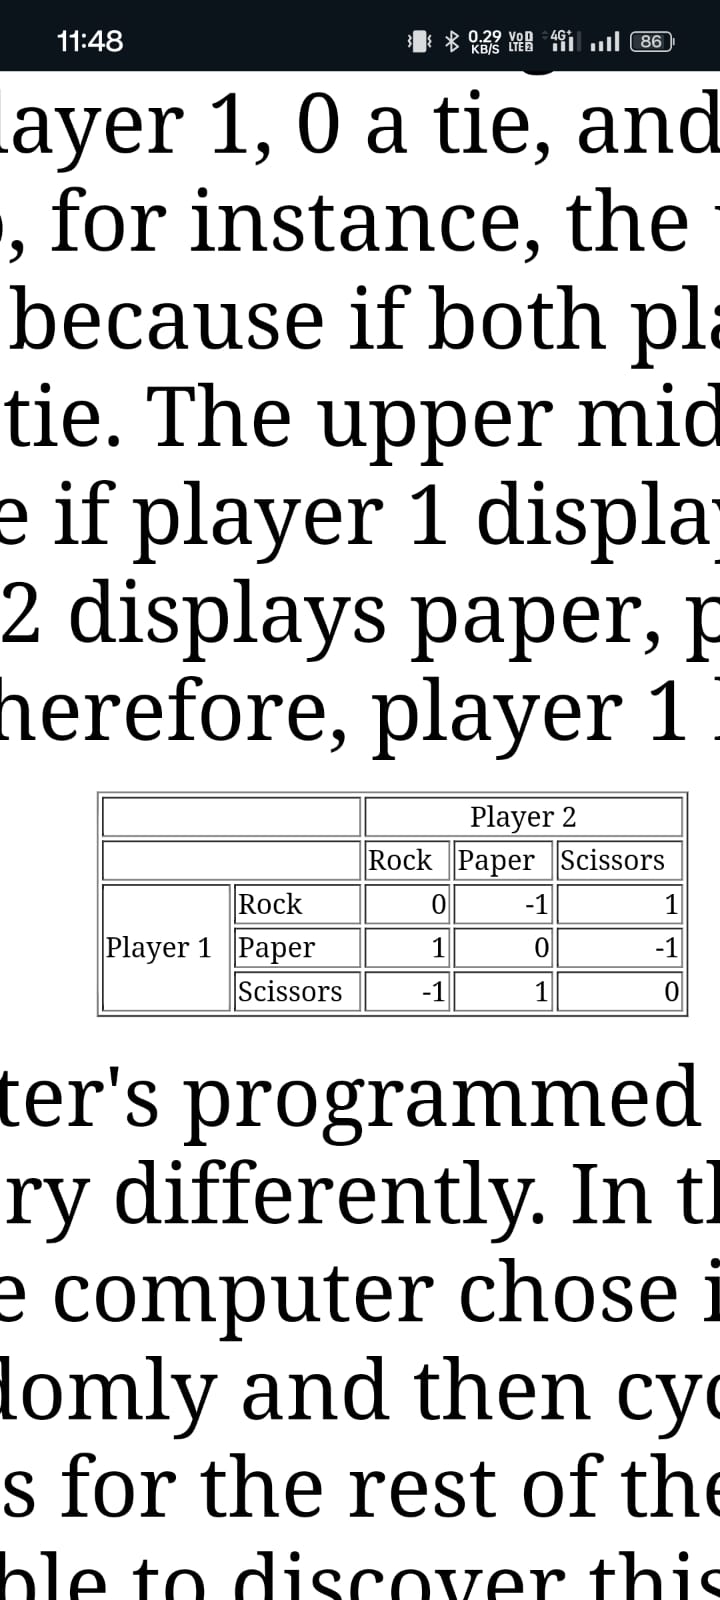 11:48 0.29 KB/S VoD LTE2 4G+ 86
layer 1, 0 a tie, and
, for instance, the
because if both pla
tie. The upper mid
e if player 1 display
2 displays paper, p
herefore, player 1
Player 2
Rock Paper Scissors
Rock 0 -1 1
Player 1 Paper 1 0 -1
Scissors -1 1 0
ter's programmed
ry differently. In th
e computer chose i
domly and then cyc
s for the rest of the
ble to discover this